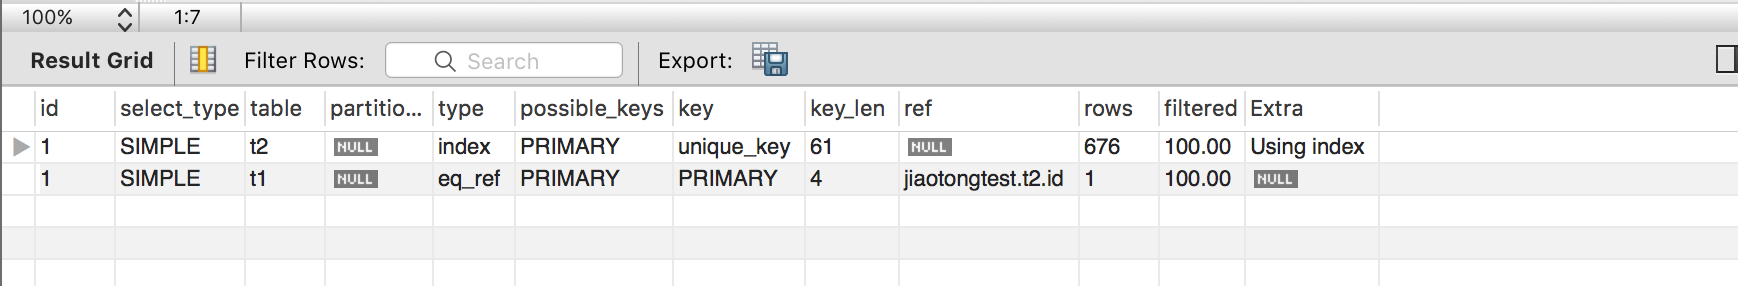 100% 1:7
Result Grid Filter Rows: Search Export:
id select_type table partitio... type possible_keys key key_len ref rows filtered Extra
1 SIMPLE t2 NULL index PRIMARY unique_key 61 NULL 676 100.00 Using index
1 SIMPLE t1 NULL eq_ref PRIMARY PRIMARY 4 jiaotongtest.t2.id 1 100.00 NULL